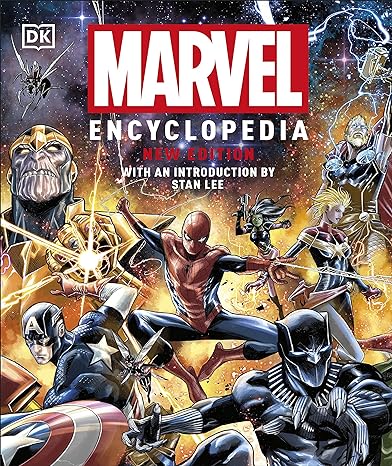 DK
MARVEL
ENCYCLOPEDIA
NEW EDITION
WITH AN INTRODUCTION BY
STAN LEE